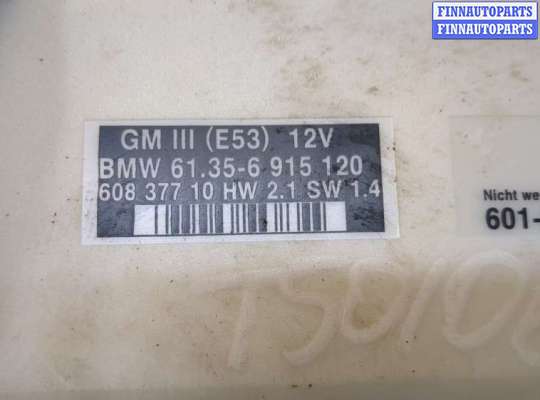 FINNAUTOPARTS
FINNAUTOPARTS
FINNAUTOPARTS
GM III (E53) 12V
BMW 61.35-6 915 120
608 377 10 HW 2.1 SW 1.4
Nicht we
601-